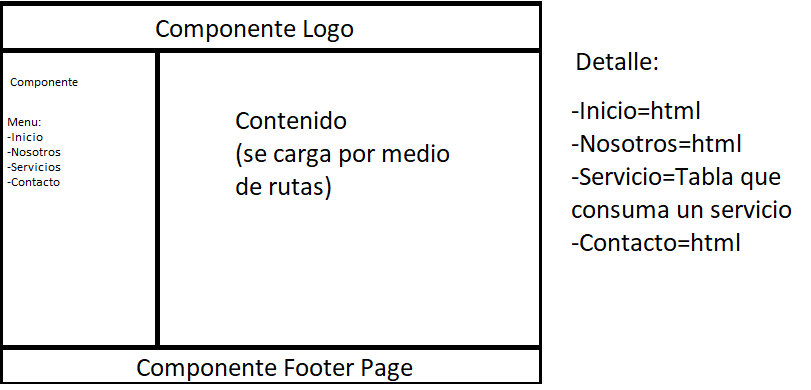 Componente Logo
Componente
Menu:
-Inicio
-Nosotros
-Servicios
-Contacto
Contenido
(se carga por medio
de rutas)
Componente Footer Page
Detalle:
-Inicio=html
-Nosotros=html
-Servicio=Tabla que
consuma un servicio
-Contacto=html